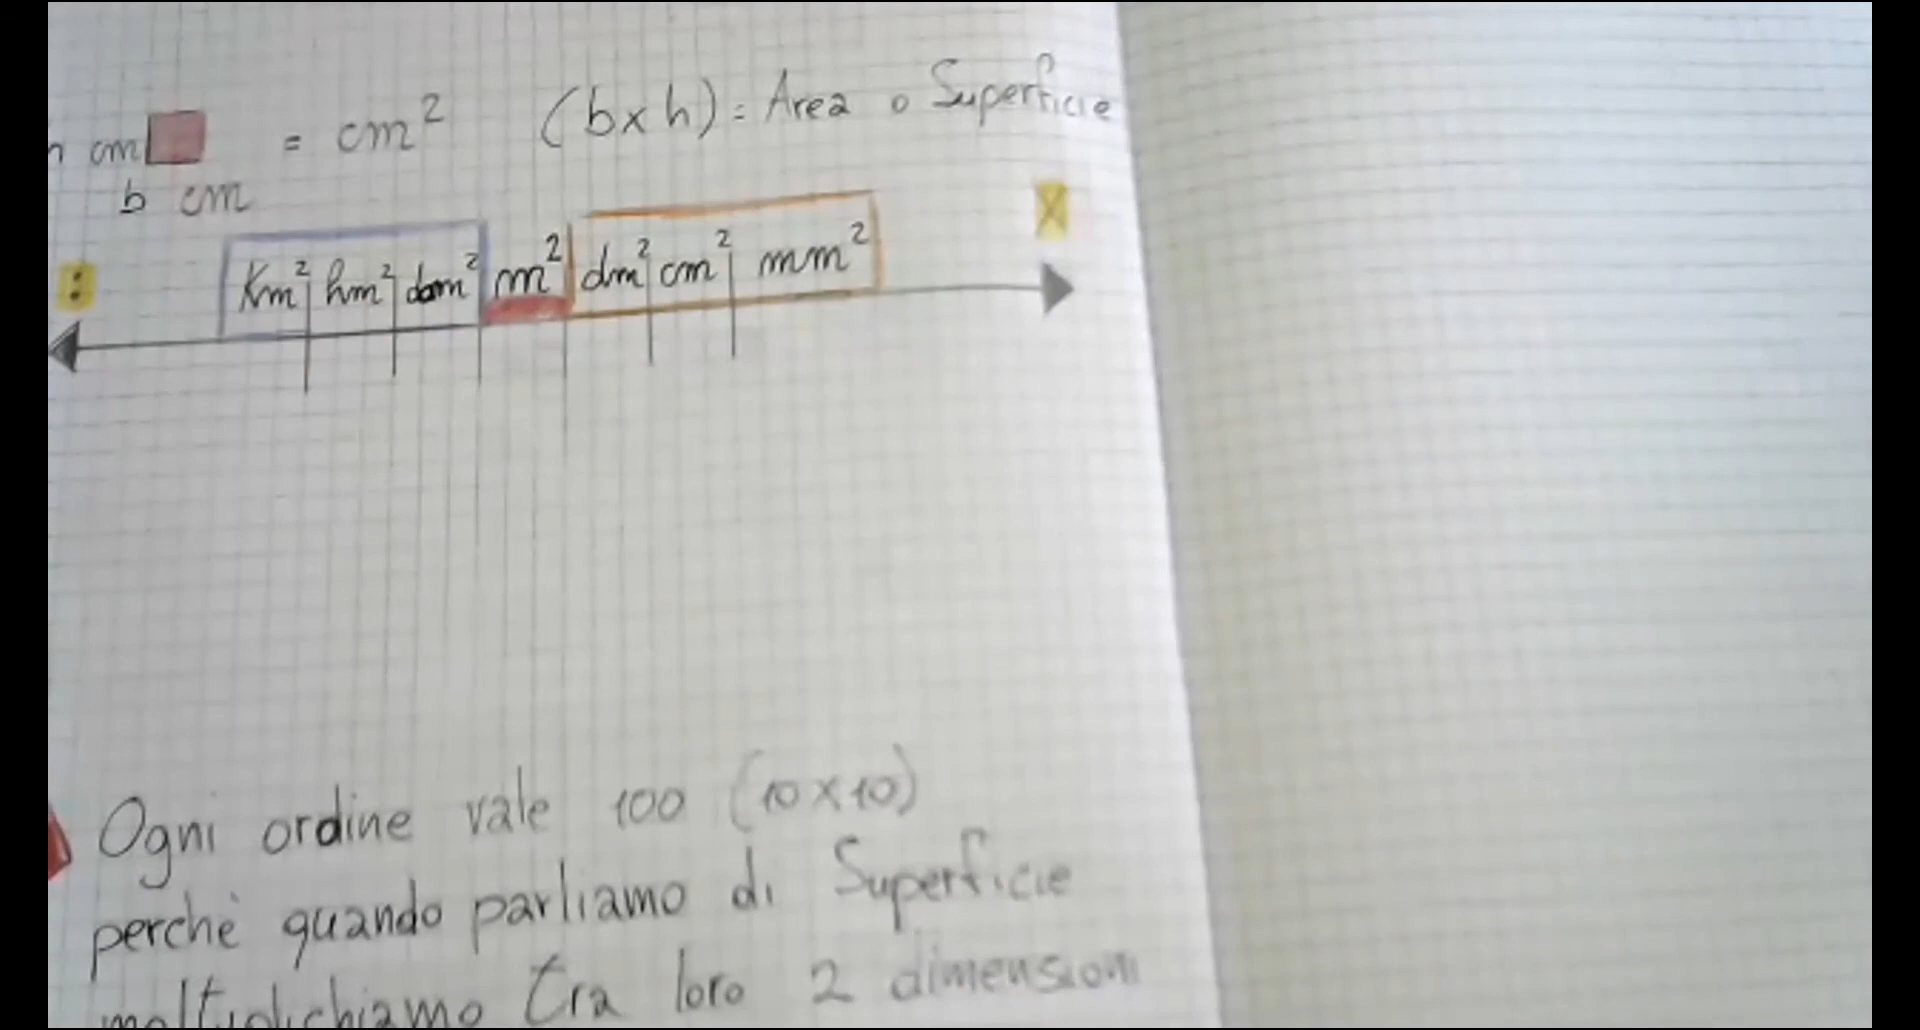 h cm = cm² (b x h) = Area o Superficie
b cm
: Km² hm² dam² m² dm² cm² mm² X
Ogni ordine vale 100 (10 x 10)
perchè quando parliamo di Superficie
moltiplichiamo tra loro 2 dimensioni